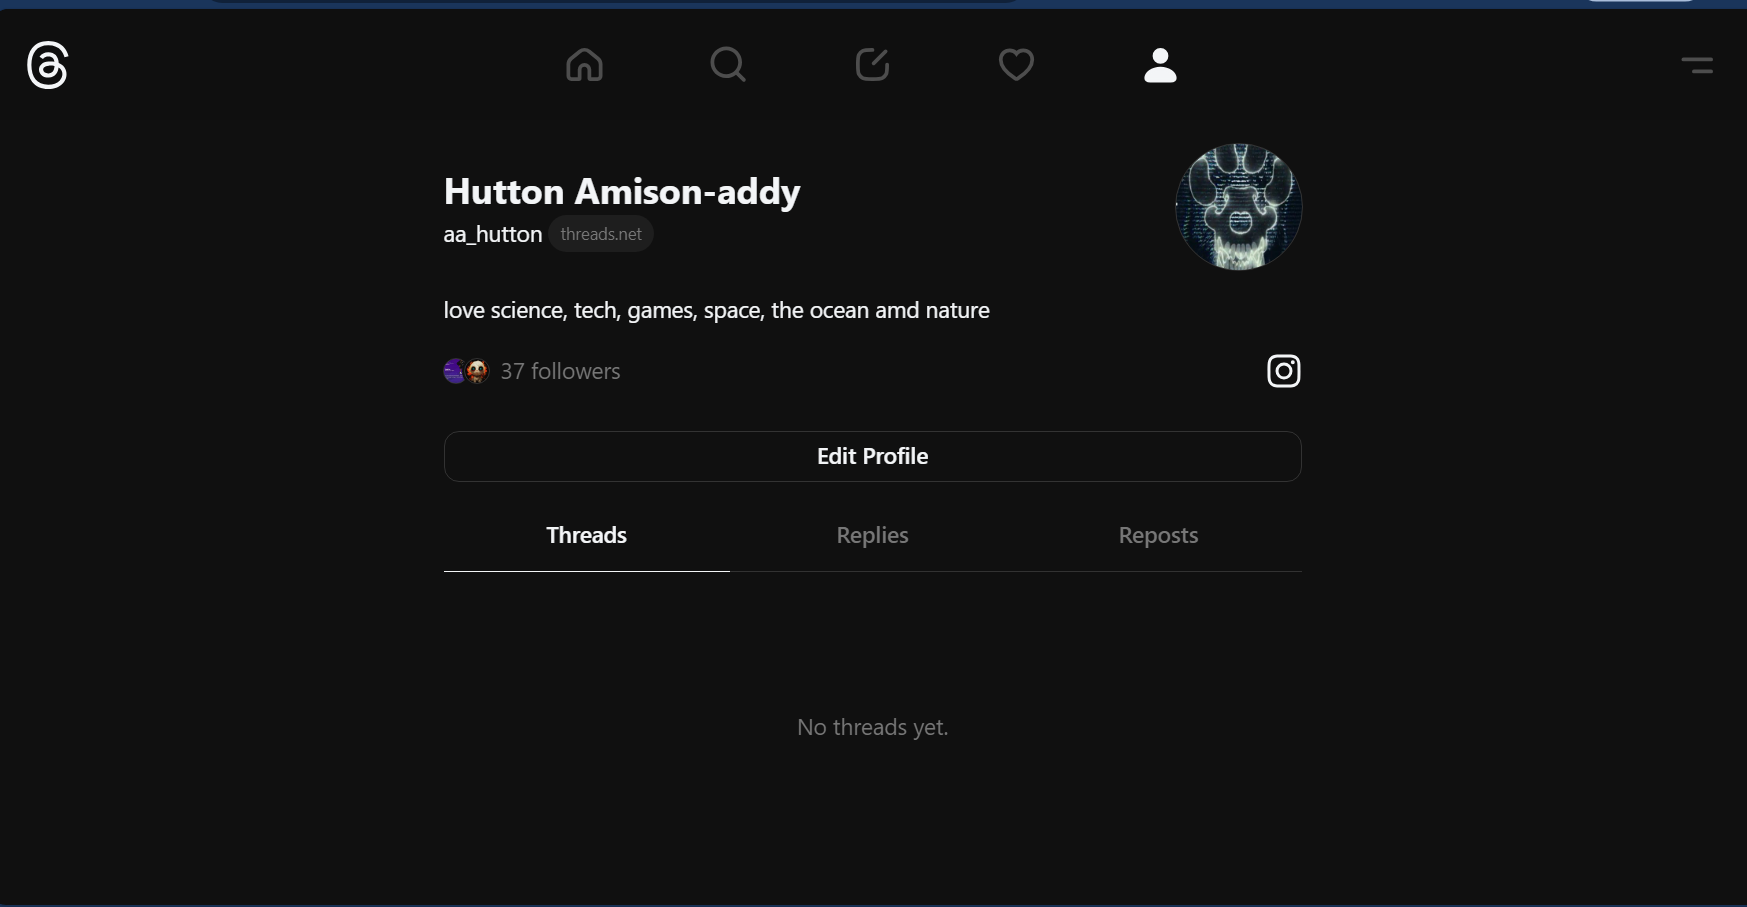 Hutton Amison-addy
aa_hutton threads.net
love science, tech, games, space, the ocean amd nature
37 followers
Edit Profile
Threads Replies Reposts
No threads yet.